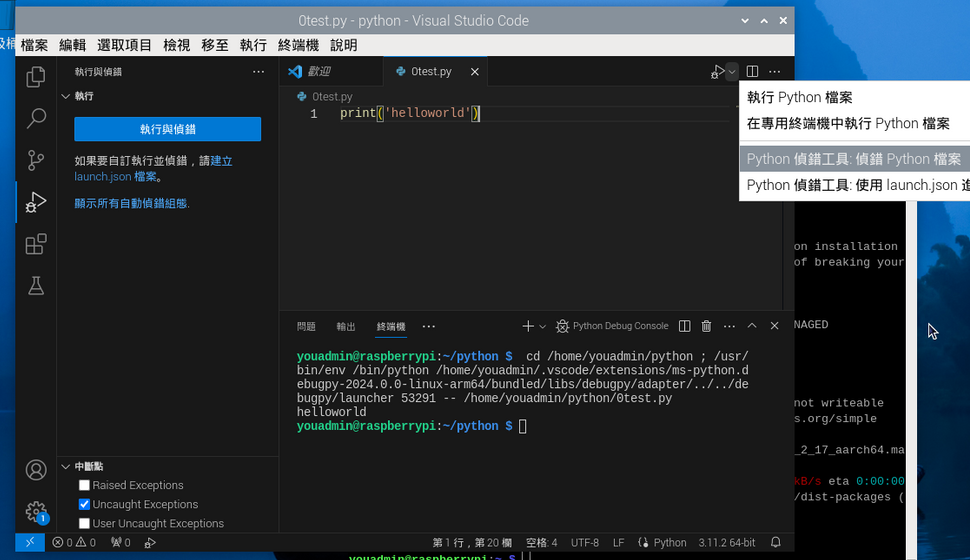 0test.py - python - Visual Studio Code
檔案 編輯 選取項目 檢視 移至 執行 終端機 說明
執行與偵錯
執行
執行與偵錯
如果要自訂執行並偵錯，請建立
launch.json 檔案。
顯示所有自動偵錯組態.
中斷點
Raised Exceptions
Uncaught Exceptions
User Uncaught Exceptions
歡迎
0test.py
0test.py
1 print('helloworld')
執行 Python 檔案
在專用終端機中執行 Python 檔案
Python 偵錯工具: 偵錯 Python 檔案
Python 偵錯工具: 使用 launch.json
問題 輸出 終端機
Python Debug Console
youadmin@raspberrypi:~/python $ cd /home/youadmin/python ; /usr/
bin/env /bin/python /home/youadmin/.vscode/extensions/ms-python.d
ebugpy-2024.0.0-linux-arm64/bundled/libs/debugpy/adapter/../../de
bugpy/launcher 53291 -- /home/youadmin/python/0test.py
helloworld
youadmin@raspberrypi:~/python $
on installation
of breaking your
NAGED
not writeable
s.org/simple
_2_17_aarch64.ma
kB/s eta 0:00:00
/dist-packages (
1
0 0 0
第 1 行，第 20 欄 空格: 4 UTF-8 LF Python 3.11.2 64-bit
youadmin@raspberrypi:~ $